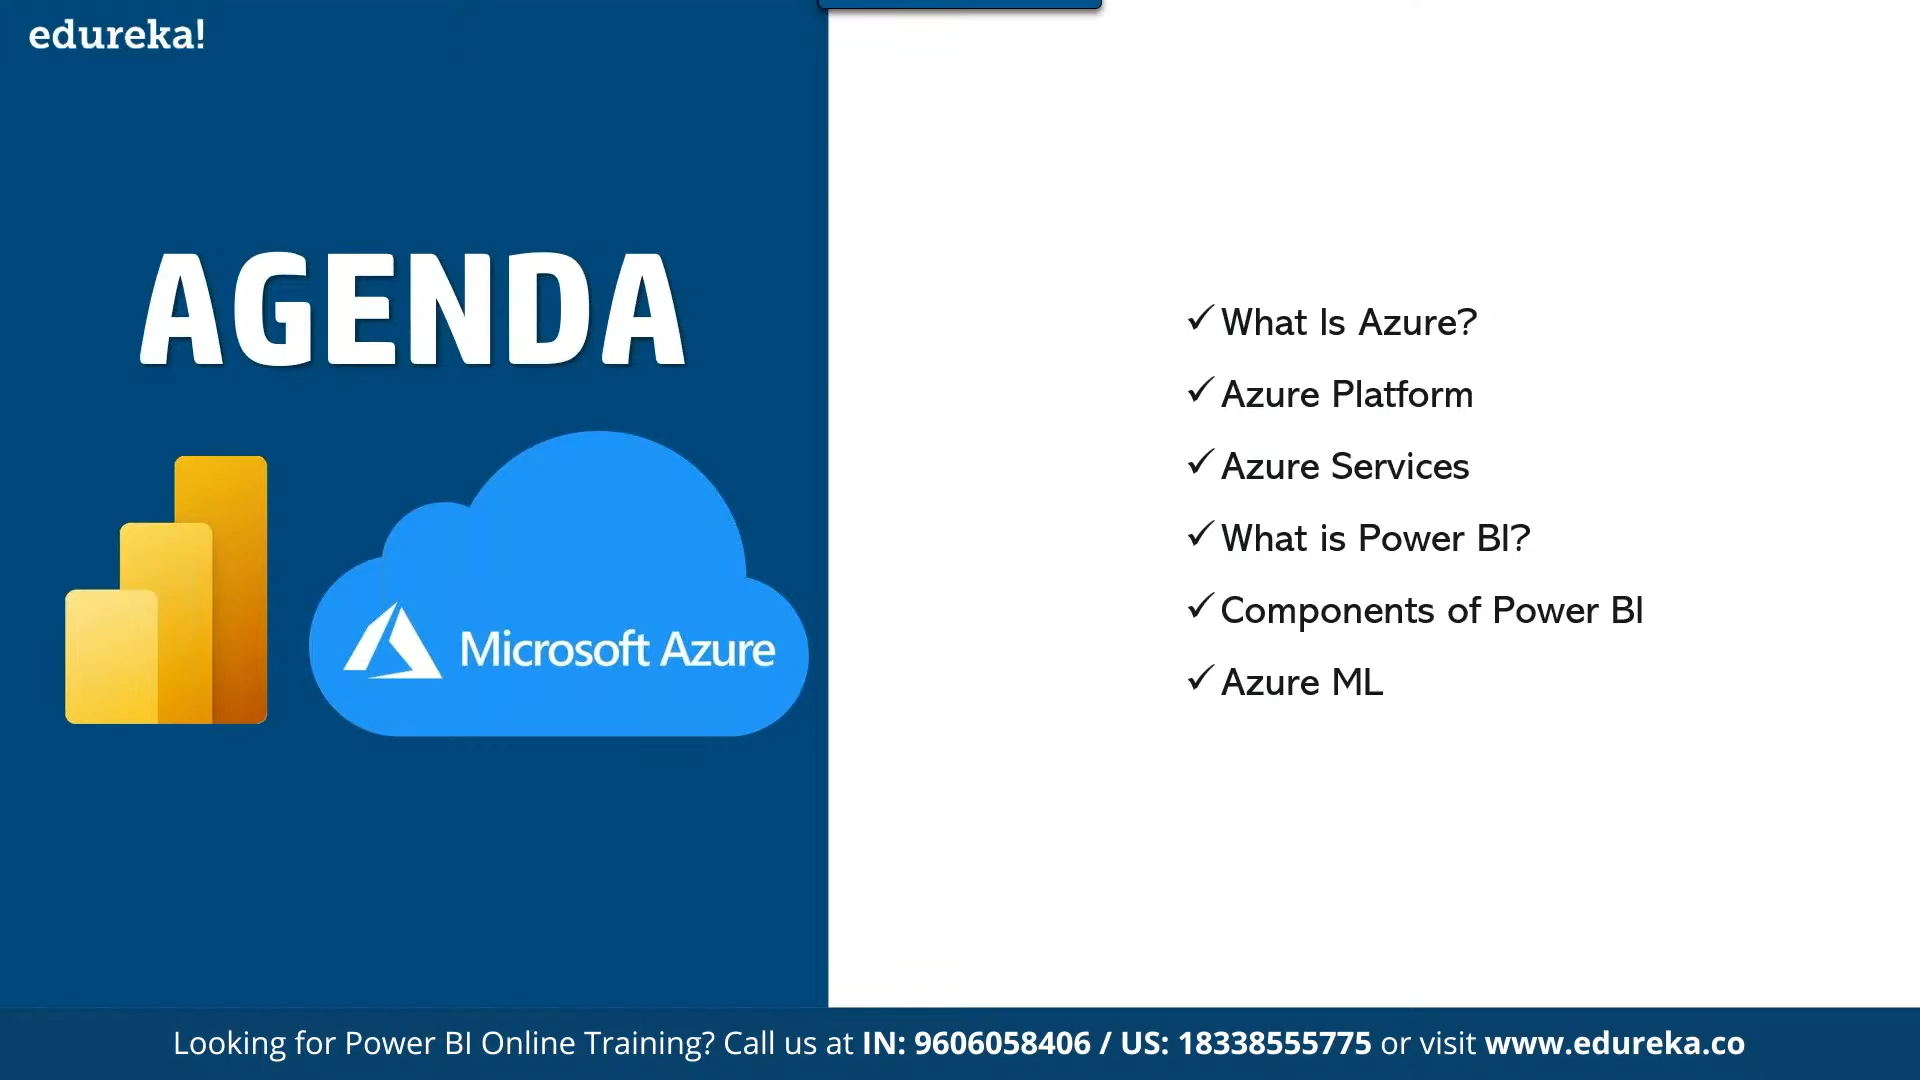 edureka!
AGENDA
Microsoft Azure
✓ What Is Azure?
✓ Azure Platform
✓ Azure Services
✓ What is Power BI?
✓ Components of Power BI
✓ Azure ML
Looking for Power BI Online Training? Call us at IN: 9606058406 / US: 18338555775 or visit www.edureka.co